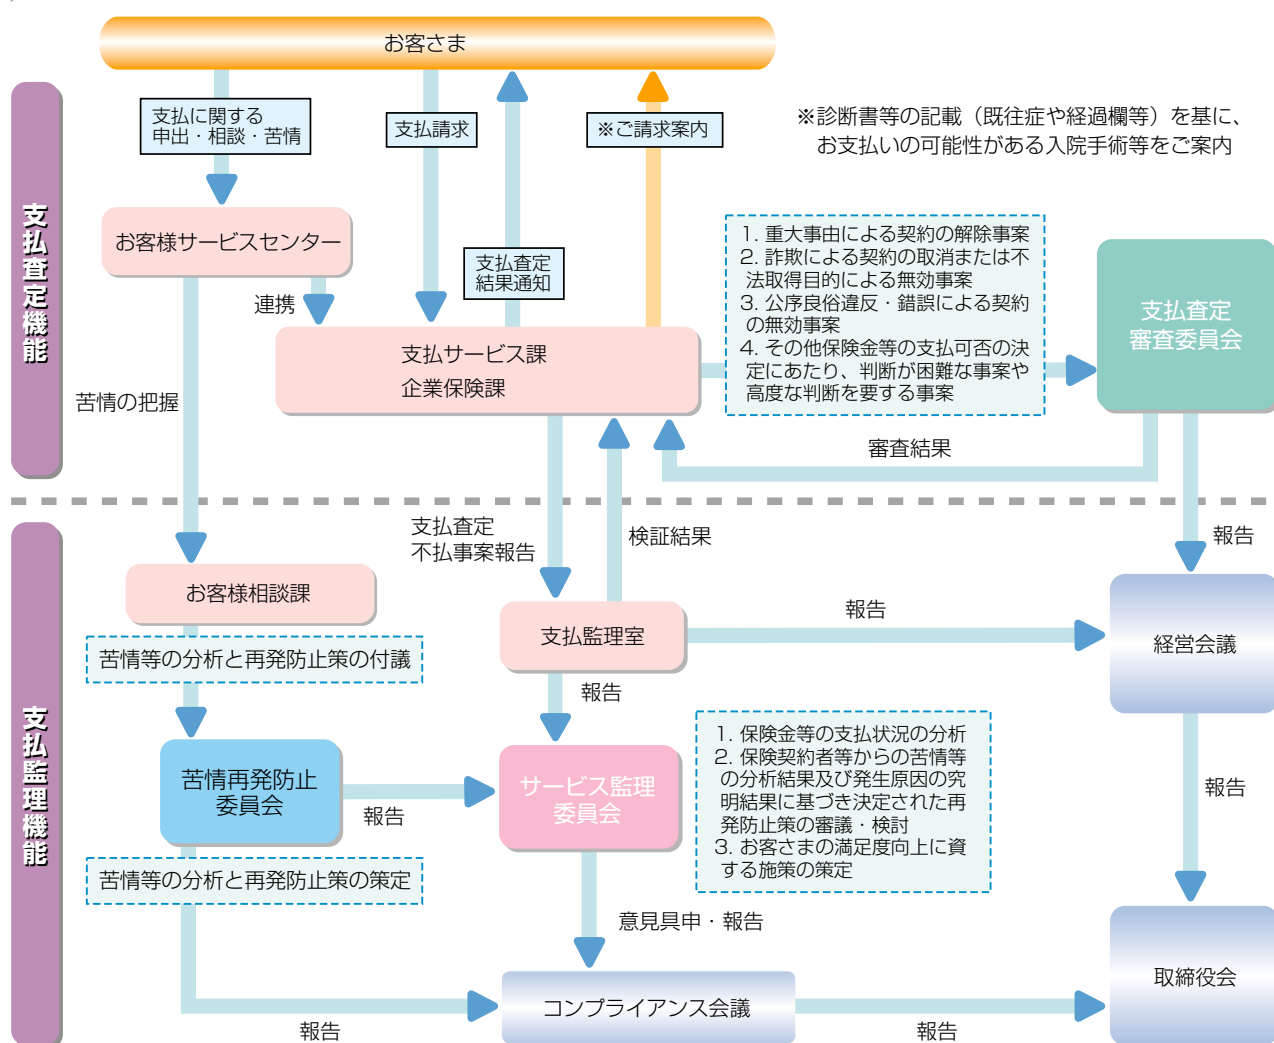 お客さま
支払に関する
申出・相談・苦情
支払請求
※ご請求案内
※診断書等の記載（既往症や経過欄等）を基に、
お支払いの可能性がある入院手術等をご案内
支払査定機能
お客様サービスセンター
連携
支払査定
結果通知
1. 重大事由による契約の解除事案
2. 詐欺による契約の取消または不
法取得目的による無効事案
3. 公序良俗違反・錯誤による契約
の無効事案
4. その他保険金等の支払可否の決
定にあたり、判断が困難な事案や
高度な判断を要する事案
支払査定
審査委員会
支払サービス課
企業保険課
苦情の把握
審査結果
支払査定
不払事案報告
検証結果
報告
支払監理機能
お客様相談課
支払監理室
報告
経営会議
苦情等の分析と再発防止策の付議
報告
苦情再発防止
委員会
報告
サービス監理
委員会
1. 保険金等の支払状況の分析
2. 保険契約者等からの苦情等
の分析結果及び発生原因の究
明結果に基づき決定された再
発防止策の審議・検討
3. お客さまの満足度向上に資
する施策の策定
報告
苦情等の分析と再発防止策の策定
意見具申・報告
コンプライアンス会議
取締役会
報告
報告